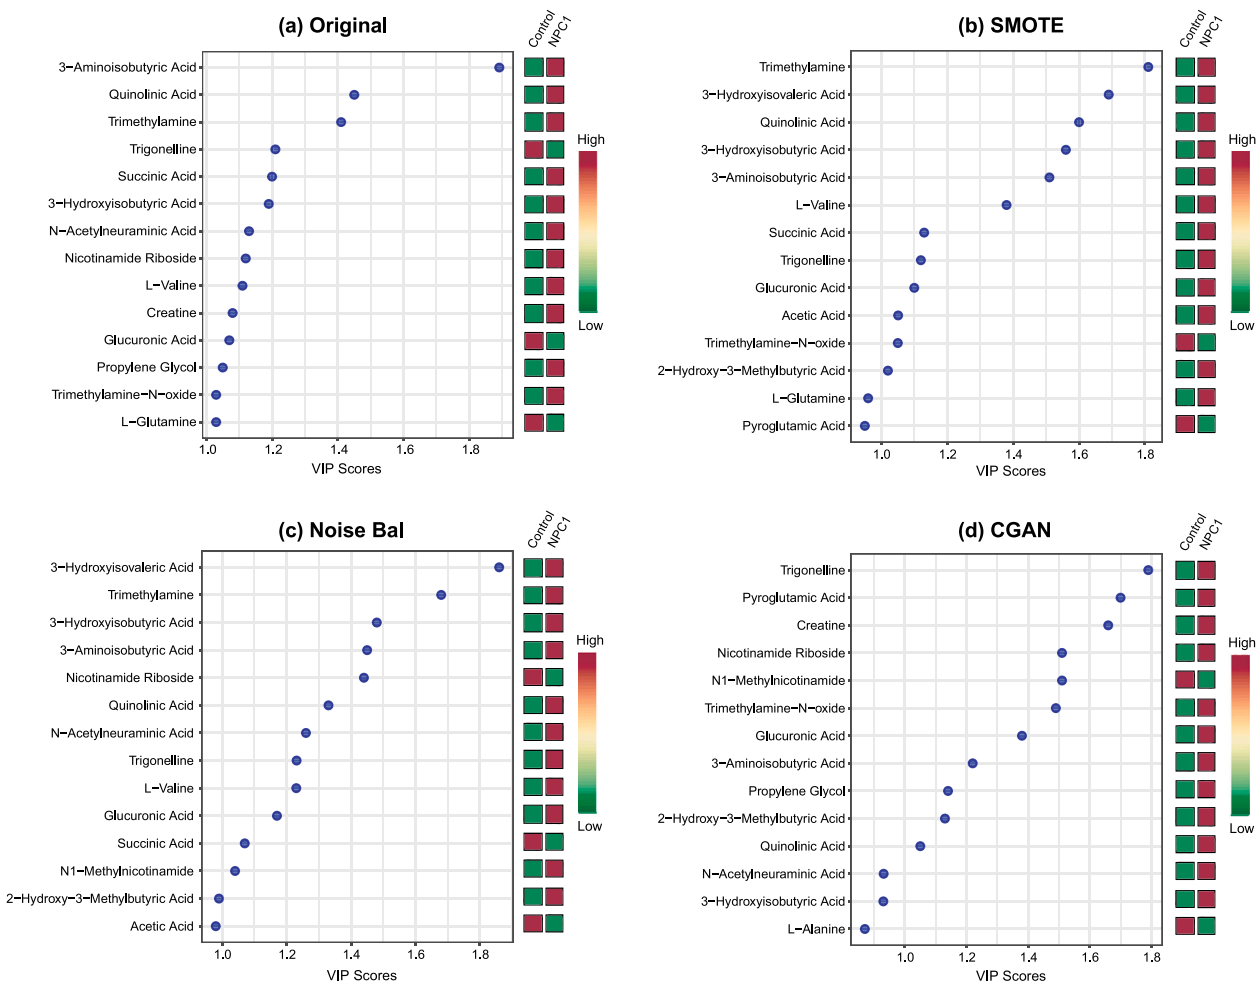 (a) Original
Control
NPC1
3−Aminoisobutyric Acid
Quinolinic Acid
Trimethylamine
Trigonelline
Succinic Acid
3−Hydroxyisobutyric Acid
N−Acetylneuraminic Acid
Nicotinamide Riboside
L−Valine
Creatine
Glucuronic Acid
Propylene Glycol
Trimethylamine−N−oxide
L−Glutamine
1.0 1.2 1.4 1.6 1.8
VIP Scores
High
Low
(b) SMOTE
Control
NPC1
Trimethylamine
3−Hydroxyisovaleric Acid
Quinolinic Acid
3−Hydroxyisobutyric Acid
3−Aminoisobutyric Acid
L−Valine
Succinic Acid
Trigonelline
Glucuronic Acid
Acetic Acid
Trimethylamine−N−oxide
2−Hydroxy−3−Methylbutyric Acid
L−Glutamine
Pyroglutamic Acid
1.0 1.2 1.4 1.6 1.8
VIP Scores
High
Low
(c) Noise Bal
Control
NPC1
3−Hydroxyisovaleric Acid
Trimethylamine
3−Hydroxyisobutyric Acid
3−Aminoisobutyric Acid
Nicotinamide Riboside
Quinolinic Acid
N−Acetylneuraminic Acid
Trigonelline
L−Valine
Glucuronic Acid
Succinic Acid
N1−Methylnicotinamide
2−Hydroxy−3−Methylbutyric Acid
Acetic Acid
1.0 1.2 1.4 1.6 1.8
VIP Scores
High
Low
(d) CGAN
Control
NPC1
Trigonelline
Pyroglutamic Acid
Creatine
Nicotinamide Riboside
N1−Methylnicotinamide
Trimethylamine−N−oxide
Glucuronic Acid
3−Aminoisobutyric Acid
Propylene Glycol
2−Hydroxy−3−Methylbutyric Acid
Quinolinic Acid
N−Acetylneuraminic Acid
3−Hydroxyisobutyric Acid
L−Alanine
1.0 1.2 1.4 1.6 1.8
VIP Scores
High
Low